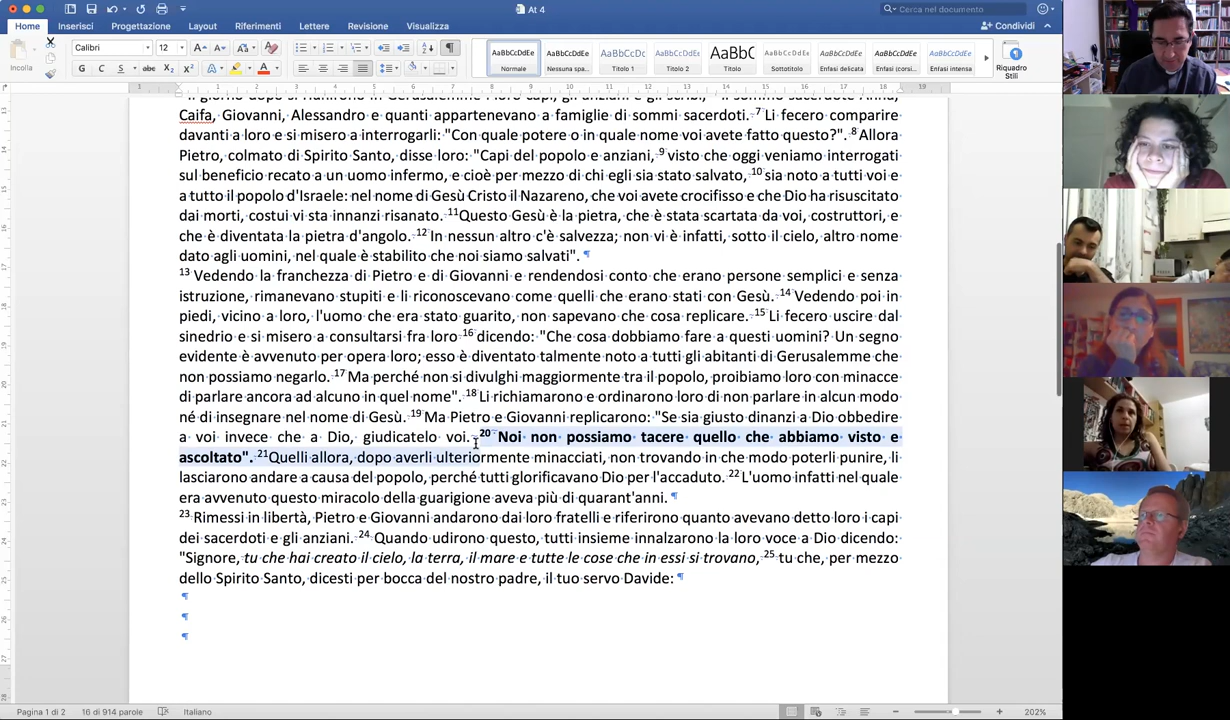 At 4
Cerca nel documento
Home Inserisci Progettazione Layout Riferimenti Lettere Revisione Visualizza
Condividi
Incolla
Calibri 12
G C S abc X₂ X²
AaBbCcDdEe AaBbCcDdEe AaBbCcDc AaBbCcDdEe AaBbC AaBbCcDdEe AaBbCcDdEe AaBbCcDdEe AaBbCcDdEe
Normale Nessuna spa... Titolo 1 Titolo 2 Titolo Sottotitolo Enfasi delicata Enfasi (corsi... Enfasi intensa
Riquadro
Stili
Caifa, Giovanni, Alessandro e quanti appartenevano a famiglie di sommi sacerdoti. 7 Li fecero comparire
davanti a loro e si misero a interrogarli: "Con quale potere o in quale nome voi avete fatto questo?". 8 Allora
Pietro, colmato di Spirito Santo, disse loro: "Capi del popolo e anziani, 9 visto che oggi veniamo interrogati
sul beneficio recato a un uomo infermo, e cioè per mezzo di chi egli sia stato salvato, 10 sia noto a tutti voi e
a tutto il popolo d'Israele: nel nome di Gesù Cristo il Nazareno, che voi avete crocifisso e che Dio ha risuscitato
dai morti, costui vi sta innanzi risanato. 11Questo Gesù è la pietra, che è stata scartata da voi, costruttori, e
che è diventata la pietra d'angolo. 12 In nessun altro c'è salvezza; non vi è infatti, sotto il cielo, altro nome
dato agli uomini, nel quale è stabilito che noi siamo salvati". ¶
13 Vedendo la franchezza di Pietro e di Giovanni e rendendosi conto che erano persone semplici e senza
istruzione, rimanevano stupiti e li riconoscevano come quelli che erano stati con Gesù. 14 Vedendo poi in
piedi, vicino a loro, l'uomo che era stato guarito, non sapevano che cosa replicare. 15 Li fecero uscire dal
sinedrio e si misero a consultarsi fra loro 16 dicendo: "Che cosa dobbiamo fare a questi uomini? Un segno
evidente è avvenuto per opera loro; esso è diventato talmente noto a tutti gli abitanti di Gerusalemme che
non possiamo negarlo. 17 Ma perché non si divulghi maggiormente tra il popolo, proibiamo loro con minacce
di parlare ancora ad alcuno in quel nome". 18 Li richiamarono e ordinarono loro di non parlare in alcun modo
né di insegnare nel nome di Gesù. 19 Ma Pietro e Giovanni replicarono: "Se sia giusto dinanzi a Dio obbedire
a voi invece che a Dio, giudicatelo voi. 20 Noi non possiamo tacere quello che abbiamo visto e
ascoltato". 21Quelli allora, dopo averli ulteriormente minacciati, non trovando in che modo poterli punire, li
lasciarono andare a causa del popolo, perché tutti glorificavano Dio per l'accaduto. 22 L'uomo infatti nel quale
era avvenuto questo miracolo della guarigione aveva più di quarant'anni. ¶
23 Rimessi in libertà, Pietro e Giovanni andarono dai loro fratelli e riferirono quanto avevano detto loro i capi
dei sacerdoti e gli anziani. 24 Quando udirono questo, tutti insieme innalzarono la loro voce a Dio dicendo:
"Signore, tu che hai creato il cielo, la terra, il mare e tutte le cose che in essi si trovano, 25 tu che, per mezzo
dello Spirito Santo, dicesti per bocca del nostro padre, il tuo servo Davide: ¶
¶
¶
¶
Pagina 1 di 2 16 di 914 parole Italiano 202%